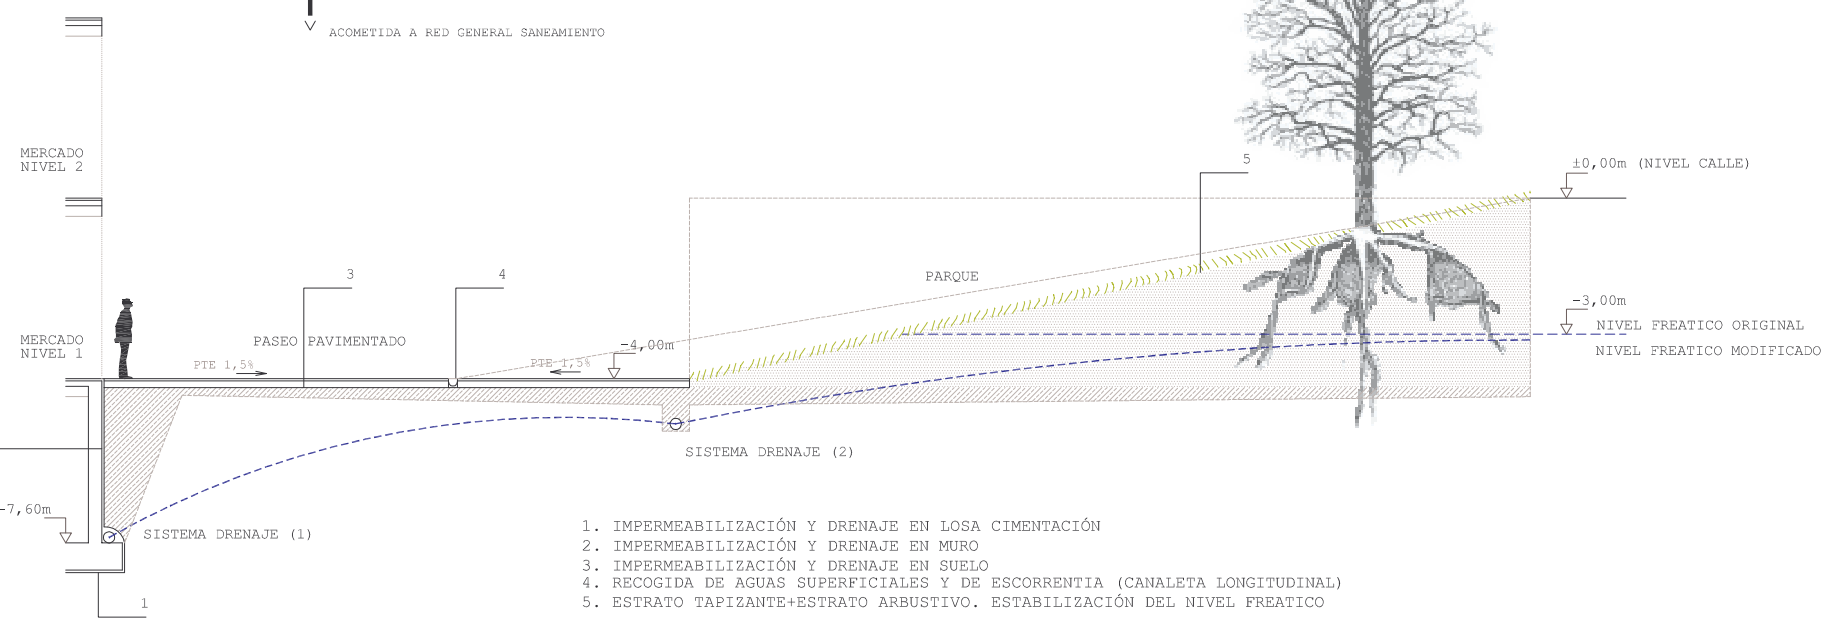 ACOMETIDA A RED GENERAL SANEAMIENTO
MERCADO
NIVEL 2
5
±0,00m (NIVEL CALLE)
3
4
PARQUE
-3,00m
NIVEL FREATICO ORIGINAL
MERCADO
NIVEL 1
PASEO PAVIMENTADO
-4,00m
NIVEL FREATICO MODIFICADO
PTE 1,5%
PTE 1,5%
SISTEMA DRENAJE (2)
-7,60m
SISTEMA DRENAJE (1)
1
1. IMPERMEABILIZACIÓN Y DRENAJE EN LOSA CIMENTACIÓN
2. IMPERMEABILIZACIÓN Y DRENAJE EN MURO
3. IMPERMEABILIZACIÓN Y DRENAJE EN SUELO
4. RECOGIDA DE AGUAS SUPERFICIALES Y DE ESCORRENTIA (CANALETA LONGITUDINAL)
5. ESTRATO TAPIZANTE+ESTRATO ARBUSTIVO. ESTABILIZACIÓN DEL NIVEL FREATICO